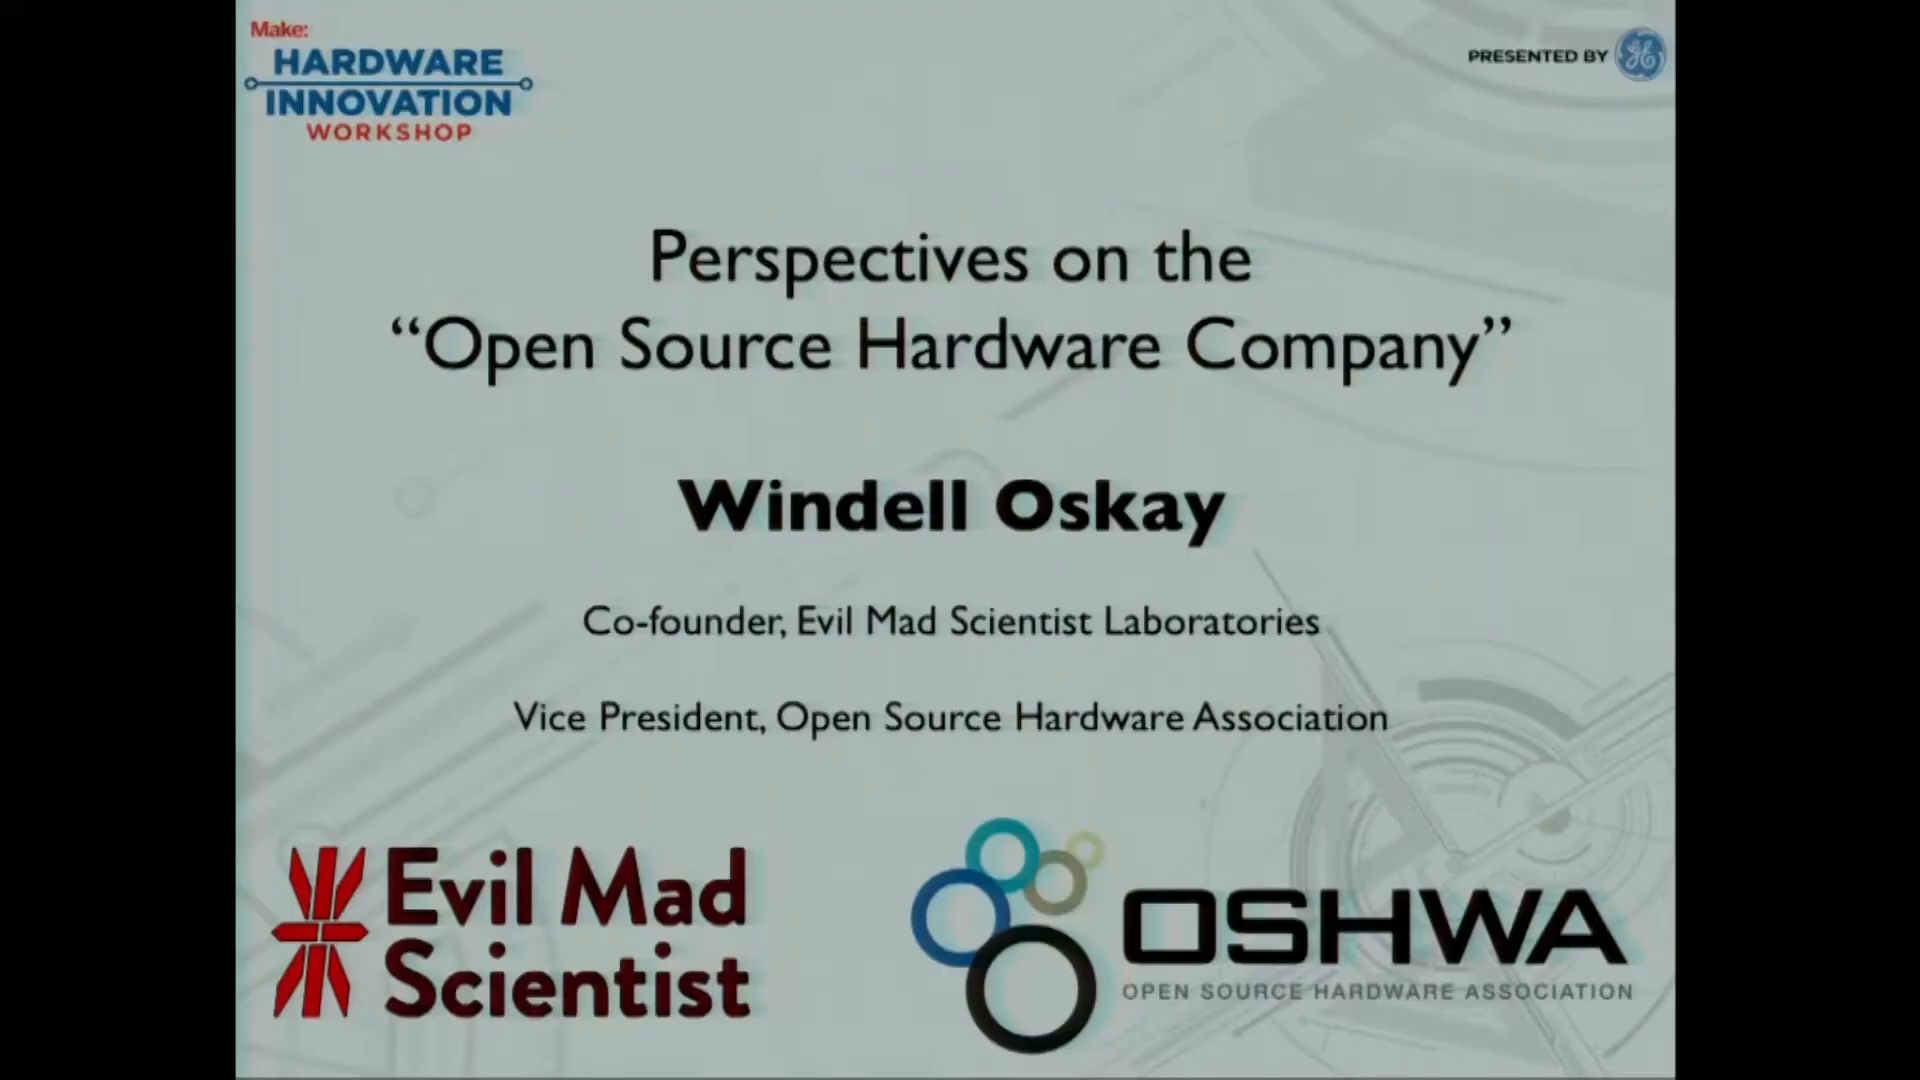 Make:
HARDWARE
INNOVATION
WORKSHOP
PRESENTED BY
Perspectives on the
“Open Source Hardware Company”
Windell Oskay
Co-founder, Evil Mad Scientist Laboratories
Vice President, Open Source Hardware Association
Evil Mad
Scientist
OSHWA
OPEN SOURCE HARDWARE ASSOCIATION